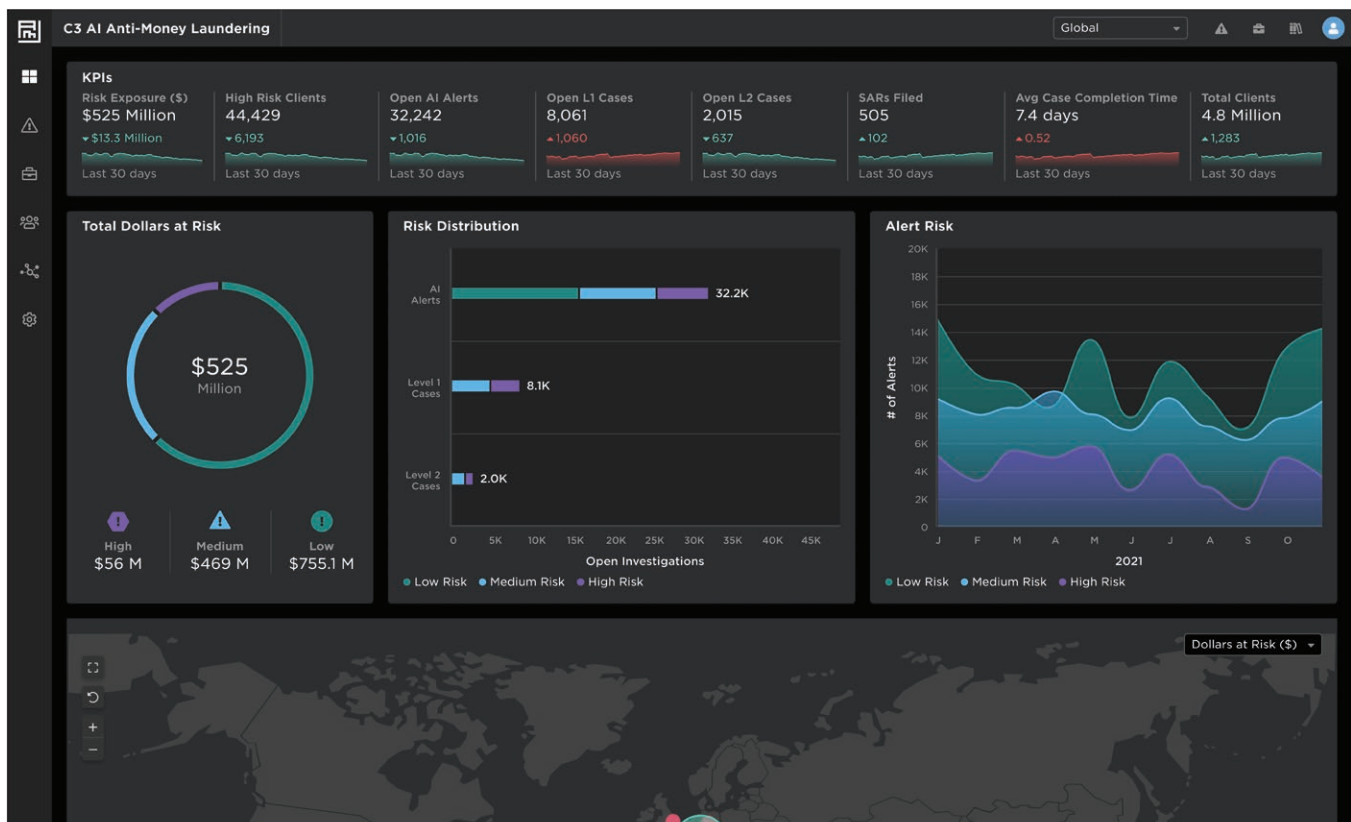 C3 AI Anti-Money Laundering
Global
KPIs
Risk Exposure ($)
$525 Million
$13.3 Million
Last 30 days
High Risk Clients
44,429
6,193
Last 30 days
Open AI Alerts
32,242
1,016
Last 30 days
Open L1 Cases
8,061
1,060
Last 30 days
Open L2 Cases
2,015
637
Last 30 days
SARs Filed
505
102
Last 30 days
Avg Case Completion Time
7.4 days
0.52
Last 30 days
Total Clients
4.8 Million
1,283
Last 30 days
Total Dollars at Risk
$525
Million
High
$56 M
Medium
$469 M
Low
$755.1 M
Risk Distribution
AI
Alerts
32.2K
Level 1
Cases
8.1K
Level 2
Cases
2.0K
0 5K 10K 15K 20K 25K 30K 35K 40K 45K
Open Investigations
Low Risk Medium Risk High Risk
Alert Risk
# of Alerts
20K
18K
16K
14K
12K
10K
8K
6K
4K
2K
0
J F M A M J J A S O
2021
Low Risk Medium Risk High Risk
Dollars at Risk ($)